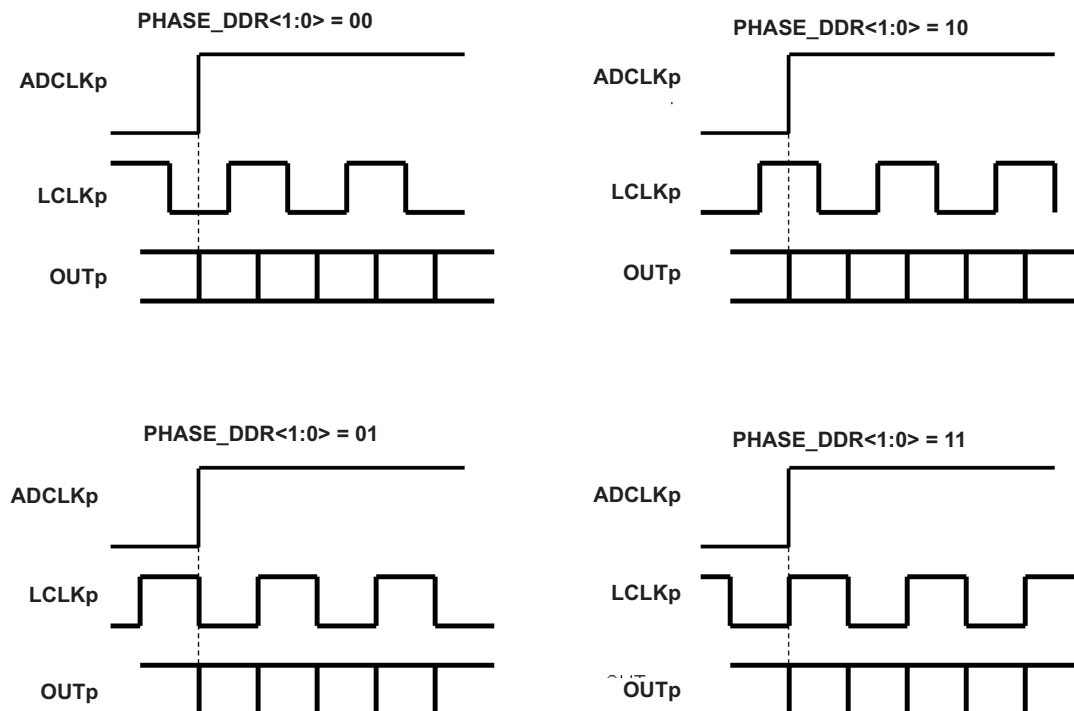 PHASE_DDR<1:0> = 00
ADCLKp
LCLKp
OUTp
PHASE_DDR<1:0> = 10
ADCLKp
LCLKp
OUTp
PHASE_DDR<1:0> = 01
ADCLKp
LCLKp
OUTp
PHASE_DDR<1:0> = 11
ADCLKp
LCLKp
OUTp